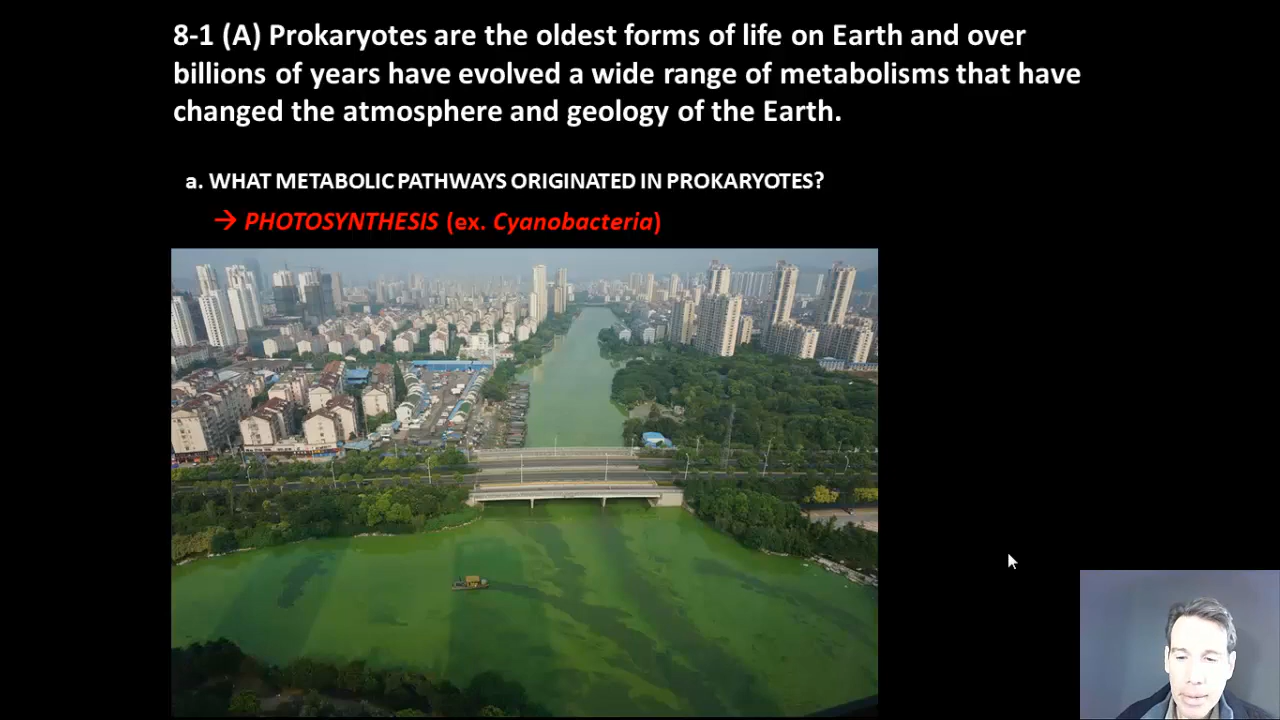 8-1 (A) Prokaryotes are the oldest forms of life on Earth and over
billions of years have evolved a wide range of metabolisms that have
changed the atmosphere and geology of the Earth.
a. WHAT METABOLIC PATHWAYS ORIGINATED IN PROKARYOTES?
→ PHOTOSYNTHESIS (ex. Cyanobacteria)